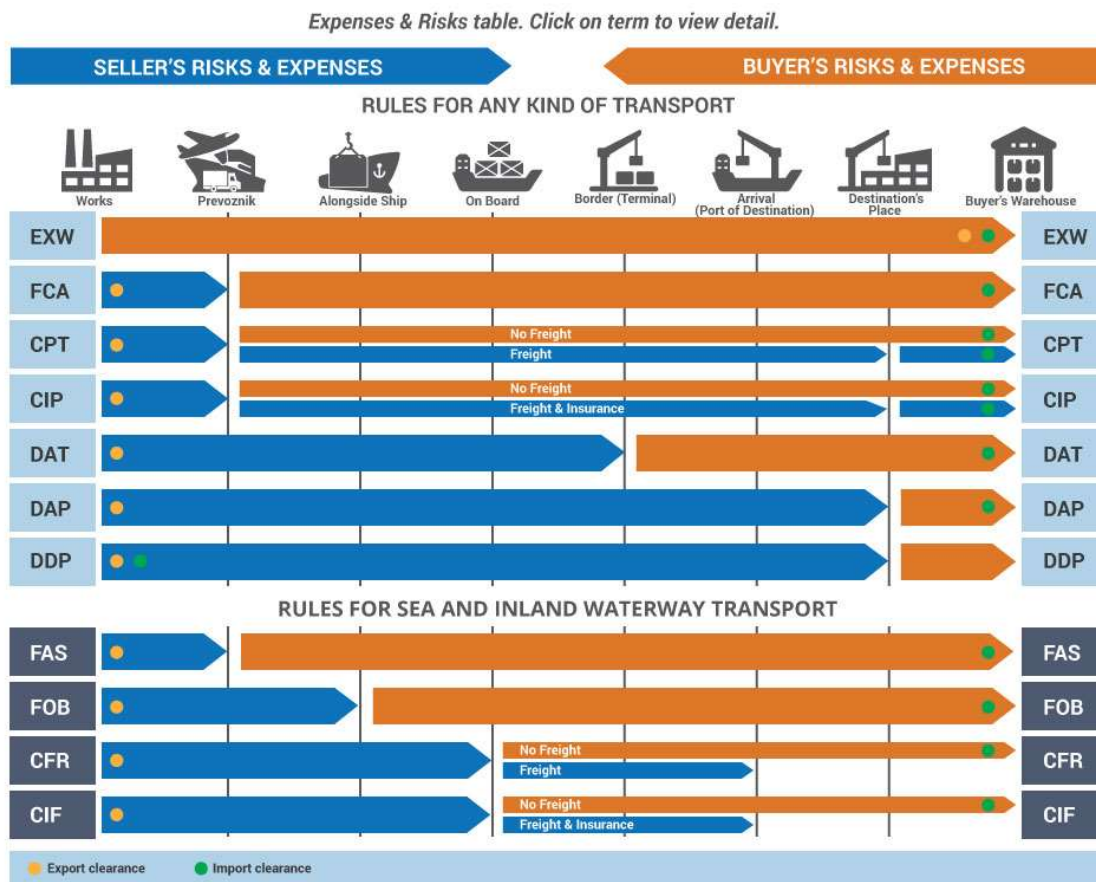 Expenses & Risks table. Click on term to view detail.
SELLER'S RISKS & EXPENSES
BUYER'S RISKS & EXPENSES
RULES FOR ANY KIND OF TRANSPORT
Works
Prevoznik
Alongside Ship
On Board
Border (Terminal)
Arrival
(Port of Destination)
Destination's
Place
Buyer's Warehouse
EXW
EXW
FCA
FCA
CPT
No Freight
Freight
CPT
CIP
No Freight
Freight & Insurance
CIP
DAT
DAT
DAP
DAP
DDP
DDP
RULES FOR SEA AND INLAND WATERWAY TRANSPORT
FAS
FAS
FOB
FOB
CFR
No Freight
Freight
CFR
CIF
No Freight
Freight & Insurance
CIF
Export clearance
Import clearance